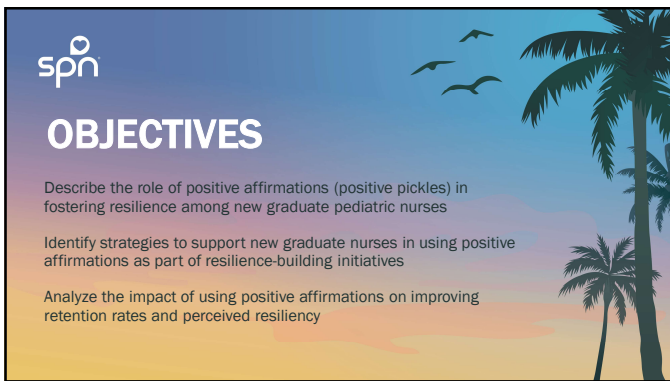 spn
OBJECTIVES
Describe the role of positive affirmations (positive pickles) in
fostering resilience among new graduate pediatric nurses
Identify strategies to support new graduate nurses in using positive
affirmations as part of resilience-building initiatives
Analyze the impact of using positive affirmations on improving
retention rates and perceived resiliency